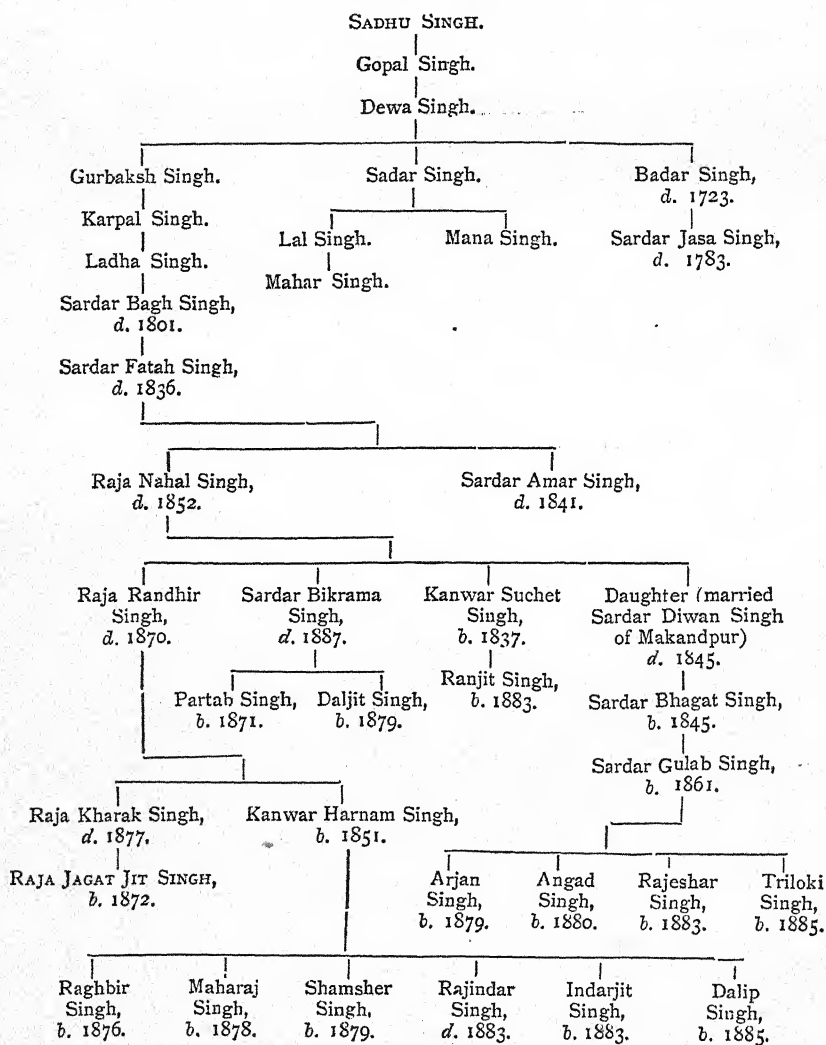 SADHU SINGH.
Gopal Singh.
Dewa Singh.
Gurbaksh Singh.
Sadar Singh.
Badar Singh,
d. 1723.
Karpal Singh.
Lal Singh.
Mana Singh.
Sardar Jasa Singh,
d. 1783.
Ladha Singh.
Mahar Singh.
Sardar Bagh Singh,
d. 1801.
Sardar Fatah Singh,
d. 1836.
Raja Nahal Singh,
d. 1852.
Sardar Amar Singh,
d. 1841.
Raja Randhir
Singh,
d. 1870.
Sardar Bikrama
Singh,
d. 1887.
Kanwar Suchet
Singh,
b. 1837.
Daughter (married
Sardar Diwan Singh
of Makandpur)
d. 1845.
Partab Singh,
b. 1871.
Daljit Singh,
b. 1879.
Ranjit Singh,
b. 1883.
Sardar Bhagat Singh,
b. 1845.
Sardar Gulab Singh,
b. 1861.
Raja Kharak Singh,
d. 1877.
Kanwar Harnam Singh,
b. 1851.
RAJA JAGAT JIT SINGH,
b. 1872.
Arjan
Singh,
b. 1879.
Angad
Singh,
b. 1880.
Rajeshar
Singh,
b. 1883.
Triloki
Singh,
b. 1885.
Raghbir
Singh,
b. 1876.
Maharaj
Singh,
b. 1878.
Shamsher
Singh,
b. 1879.
Rajindar
Singh,
d. 1883.
Indarjit
Singh,
b. 1883.
Dalip
Singh,
b. 1885.